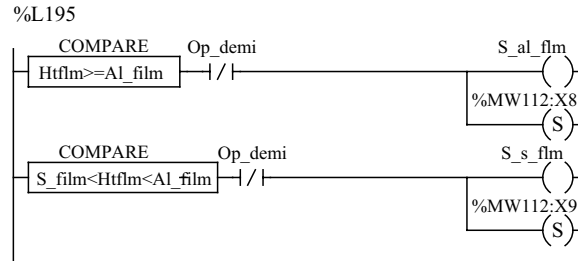 %L195
COMPARE Op_demi S_al_flm
Htflm>=Al_film
%MW112:X8
S
COMPARE Op_demi S_s_flm
S_film<Htflm<Al_film
%MW112:X9
S